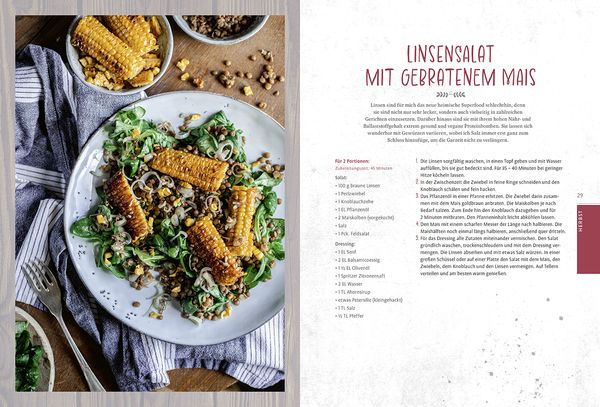 LINSENSALAT
MIT GEBRATENEM MAIS
Linsen sind für mich das neue heimische Superfood schlechthin, denn
sie sind nicht nur sehr lecker, sondern auch vielseitig in zahlreichen
Gerichten einzusetzen. Darüber hinaus sind sie mit ihrem hohen Nähr- und
Ballaststoffgehalt extrem gesund und vegane Proteinbomben. Sie lassen sich
wunderbar mit Gewürzen variieren, wobei ich Salz immer erst ganz zum
Schluss hinzufüge, um die Garzeit nicht zu verlängern.
Für 2 Portionen:
Zubereitungszeit: 45 Minuten
Salat:
• 100 g braune Linsen
• 1 Perlzwiebel
• 1 Knoblauchzehe
• 1 EL Pflanzenöl
• 2 Maiskolben (vorgekocht)
• Salz
• 1 Pck. Feldsalat
Dressing:
• 1 EL Senf
• 2 EL Balsamicoessig
• 1 ½ EL Olivenöl
• 1 Spritzer Zitronensaft
• 2 EL Wasser
• 1 TL Ahornsirup
• etwas Petersilie (kleingehackt)
• 1 TL Salz
• ½ TL Pfeffer
1. Die Linsen sorgfältig waschen, in einen Topf geben und mit Wasser
auffüllen, bis sie gut bedeckt sind. Für 35 – 40 Minuten bei geringer
Hitze köcheln lassen.
2. In der Zwischenzeit die Zwiebel in feine Ringe schneiden und den
Knoblauch schälen und fein hacken.
3. Das Pflanzenöl in einer Pfanne erhitzen. Die Zwiebel darin zusam-
men mit dem Mais goldbraun anbraten. Die Maiskolben je nach
Bedarf salzen. Zum Ende hin den Knoblauch dazugeben und für
2 Minuten mitbraten. Den Pfanneninhalt leicht abkühlen lassen.
4. Den Mais mit einem scharfen Messer der Länge nach halbieren. Die
Maishälften noch einmal längs halbieren, anschließend quer dritteln.
5. Für das Dressing alle Zutaten miteinander vermischen. Den Salat
gründlich waschen, trockenschleudern und mit dem Dressing ver-
mengen. Die Linsen abseihen und mit etwas Salz würzen. In einer
großen Schüssel oder auf einer Platte den Salat mit dem Mais, den
Zwiebeln, dem Knoblauch und den Linsen vermengen. Auf Tellern
verteilen und am besten warm genießen.
29
HERBST